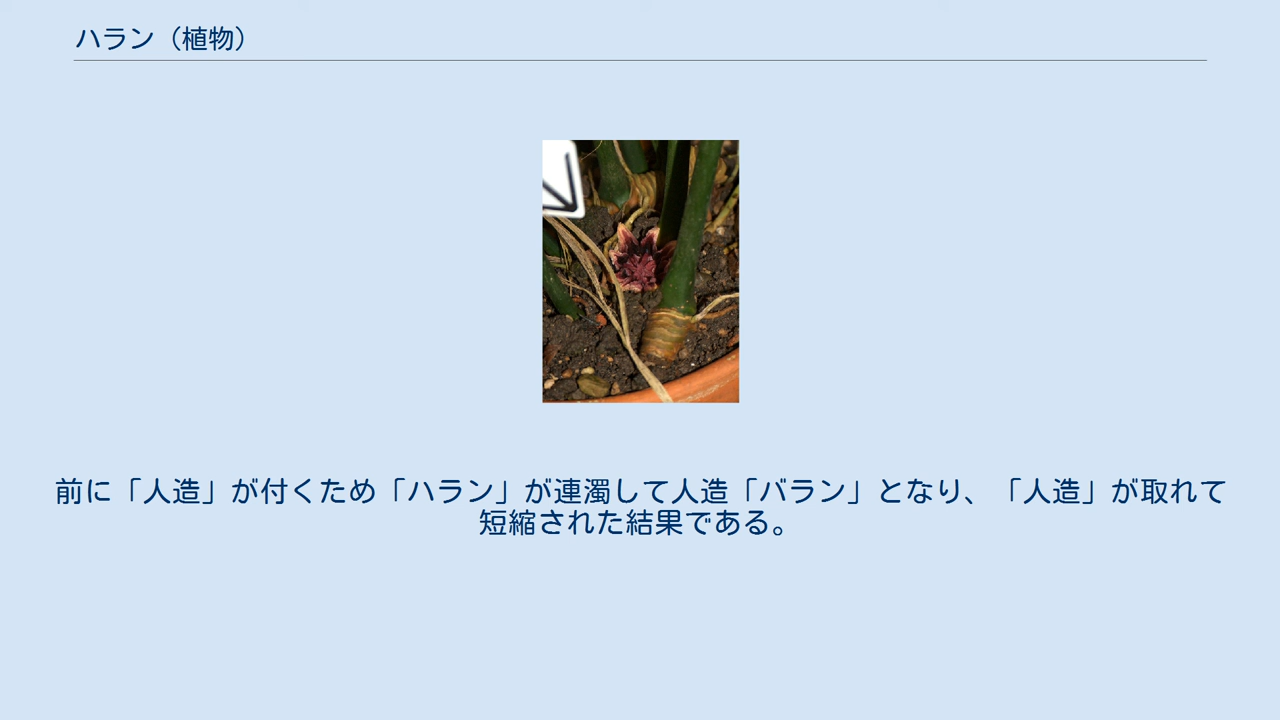 ハラン（植物）
前に「人造」が付くため「ハラン」が連濁して人造「バラン」となり、「人造」が取れて
短縮された結果である。